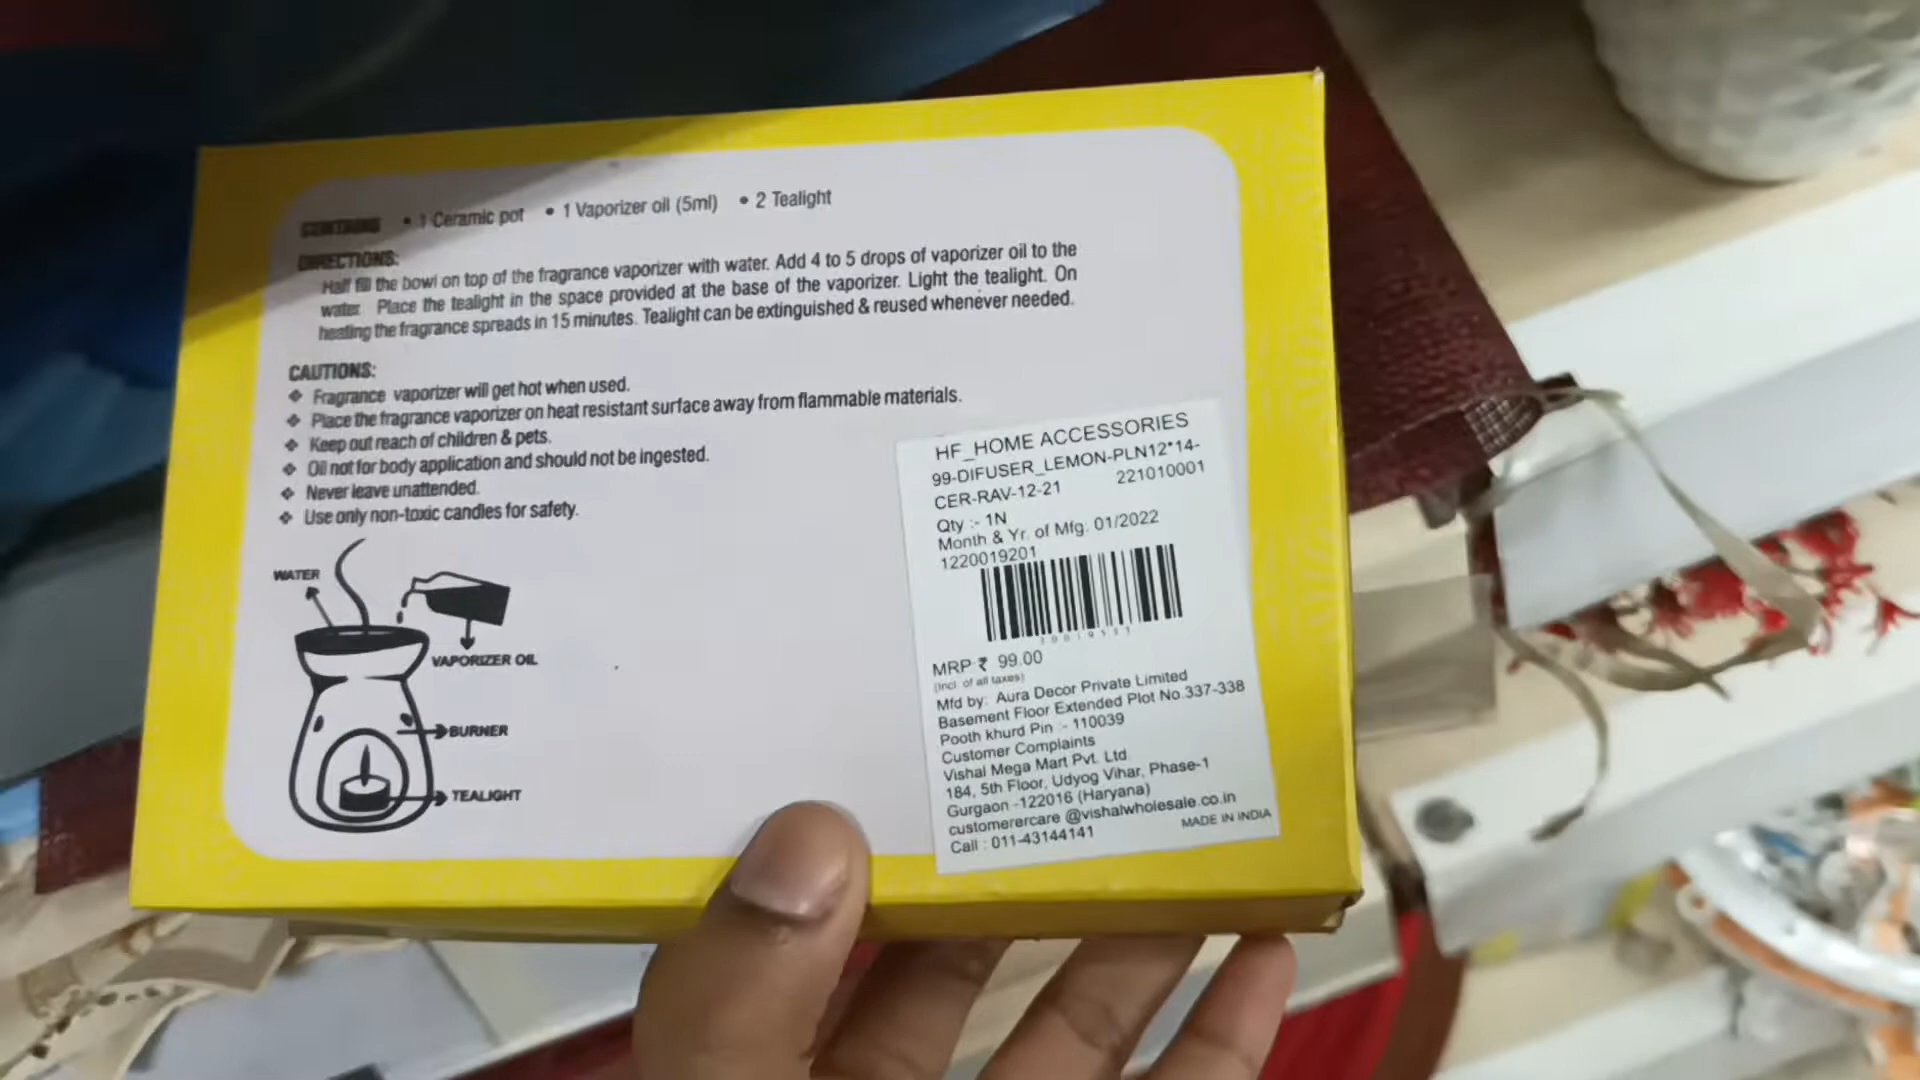 CONTAINS • 1 Ceramic pot • 1 Vaporizer oil (5ml) • 2 Tealight
DIRECTIONS:
Half fill the bowl on top of the fragrance vaporizer with water. Add 4 to 5 drops of vaporizer oil to the
water. Place the tealight in the space provided at the base of the vaporizer. Light the tealight. On
heating the fragrance spreads in 15 minutes. Tealight can be extinguished & reused whenever needed.
CAUTIONS:
❖ Fragrance vaporizer will get hot when used.
❖ Place the fragrance vaporizer on heat resistant surface away from flammable materials.
❖ Keep out reach of children & pets.
❖ Oil not for body application and should not be ingested.
❖ Never leave unattended.
❖ Use only non-toxic candles for safety.
WATER
VAPORIZER OIL
BURNER
TEALIGHT
HF_HOME ACCESSORIES
99-DIFUSER_LEMON-PLN12*14-
CER-RAV-12-21 221010001
Qty :- 1N
Month & Yr. of Mfg: 01/2022
1220019201
MRP ₹ 99.00
(Incl. of all taxes)
Mfd by: Aura Decor Private Limited
Basement Floor Extended Plot No.337-338
Pooth khurd Pin :- 110039
Customer Complaints
Vishal Mega Mart Pvt. Ltd.
184, 5th Floor, Udyog Vihar, Phase-1
Gurgaon -122016 (Haryana)
customerercare @vishalwholesale.co.in
Call : 011-43144141 MADE IN INDIA